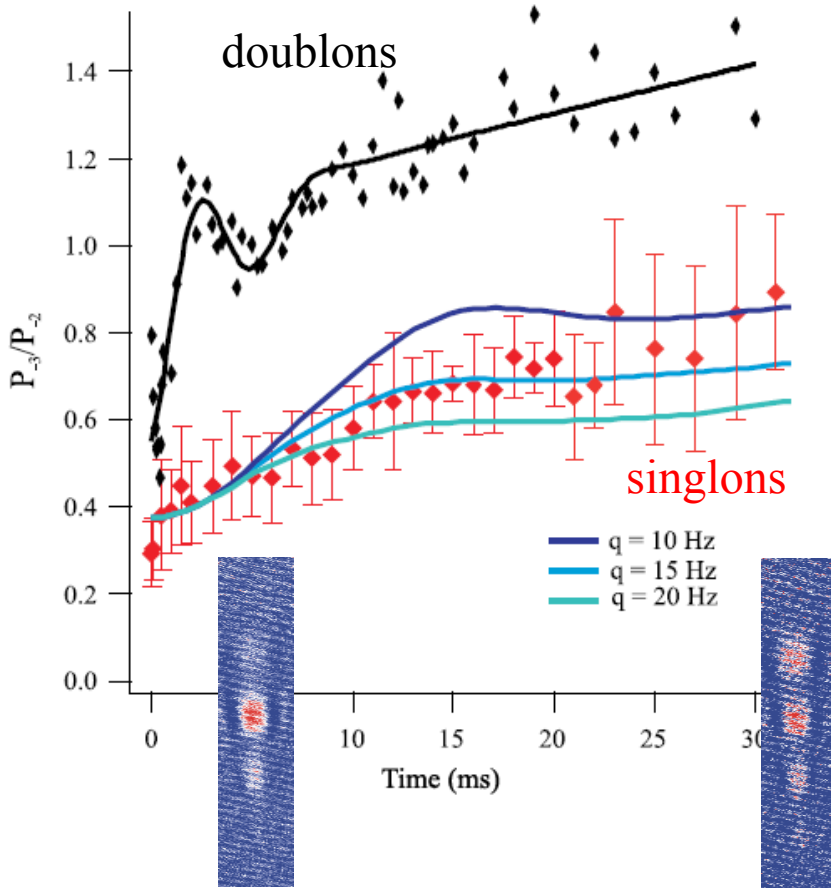 doublons
1.4
1.2
1.0
0.8
0.6
0.4
0.2
0.0
P₋₃/P₋₂
singlons
q = 10 Hz
q = 15 Hz
q = 20 Hz
0 10 15 20 25 30
Time (ms)